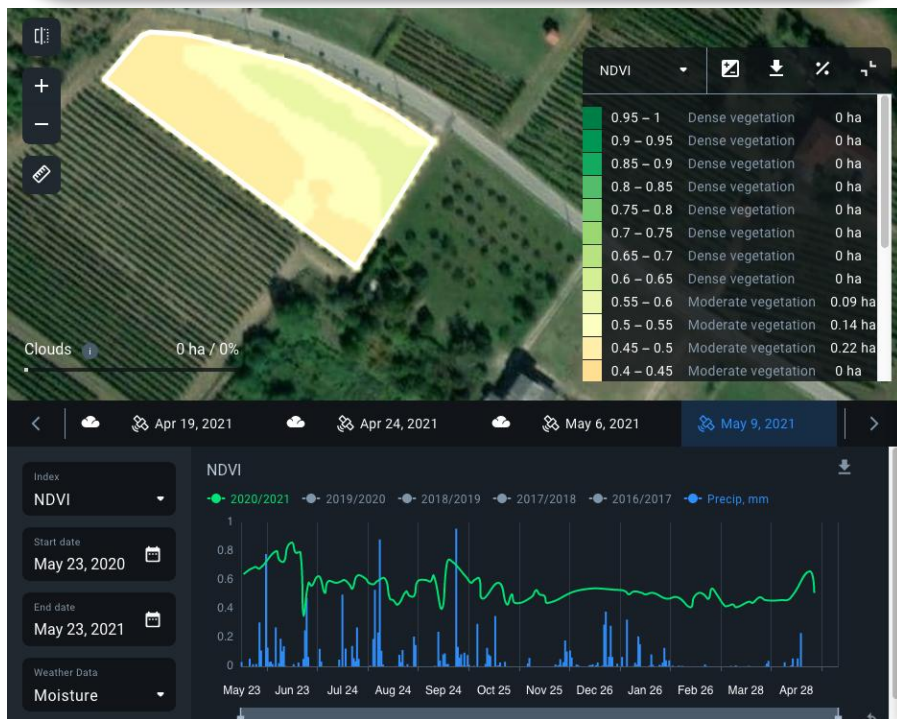 NDVI
0.95 – 1 Dense vegetation 0 ha
0.9 – 0.95 Dense vegetation 0 ha
0.85 – 0.9 Dense vegetation 0 ha
0.8 – 0.85 Dense vegetation 0 ha
0.75 – 0.8 Dense vegetation 0 ha
0.7 – 0.75 Dense vegetation 0 ha
0.65 – 0.7 Dense vegetation 0 ha
0.6 – 0.65 Dense vegetation 0 ha
0.55 – 0.6 Moderate vegetation 0.09 ha
0.5 – 0.55 Moderate vegetation 0.14 ha
0.45 – 0.5 Moderate vegetation 0.22 ha
0.4 – 0.45 Moderate vegetation 0 ha
Clouds i 0 ha / 0%
Apr 19, 2021 Apr 24, 2021 May 6, 2021 May 9, 2021
Index
NDVI
Start date
May 23, 2020
End date
May 23, 2021
Weather Data
Moisture
NDVI
2020/2021 2019/2020 2018/2019 2017/2018 2016/2017 Precip, mm
1
0.8
0.6
0.4
0.2
0
May 23 Jun 23 Jul 24 Aug 24 Sep 24 Oct 25 Nov 25 Dec 26 Jan 26 Feb 26 Mar 28 Apr 28